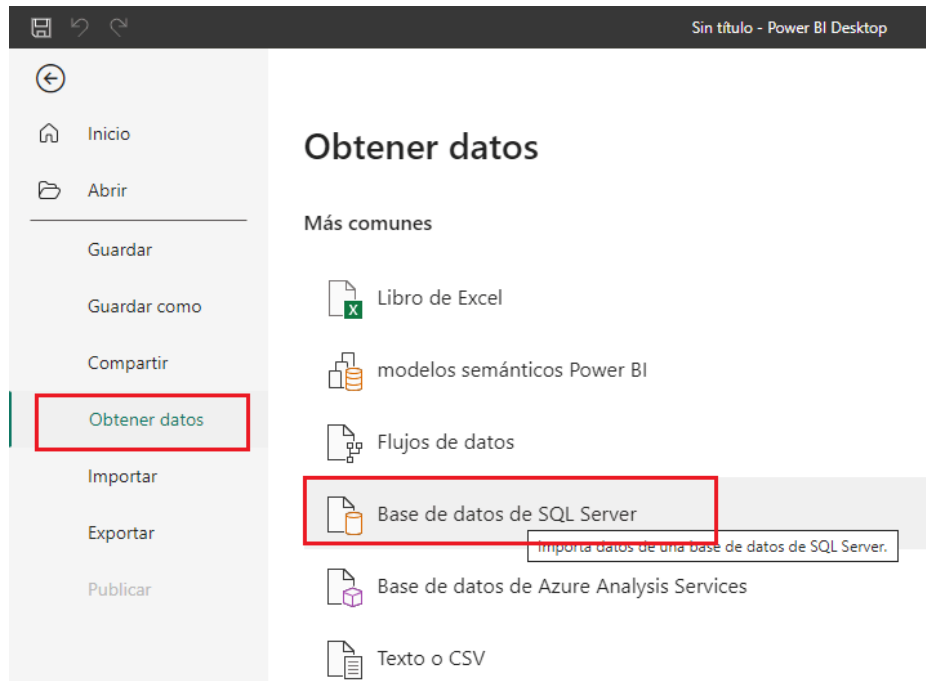 Sin título - Power BI Desktop
Inicio
Abrir
Guardar
Guardar como
Compartir
Obtener datos
Importar
Exportar
Publicar
Obtener datos
Más comunes
Libro de Excel
modelos semánticos Power BI
Flujos de datos
Base de datos de SQL Server
Importa datos de una base de datos de SQL Server.
Base de datos de Azure Analysis Services
Texto o CSV